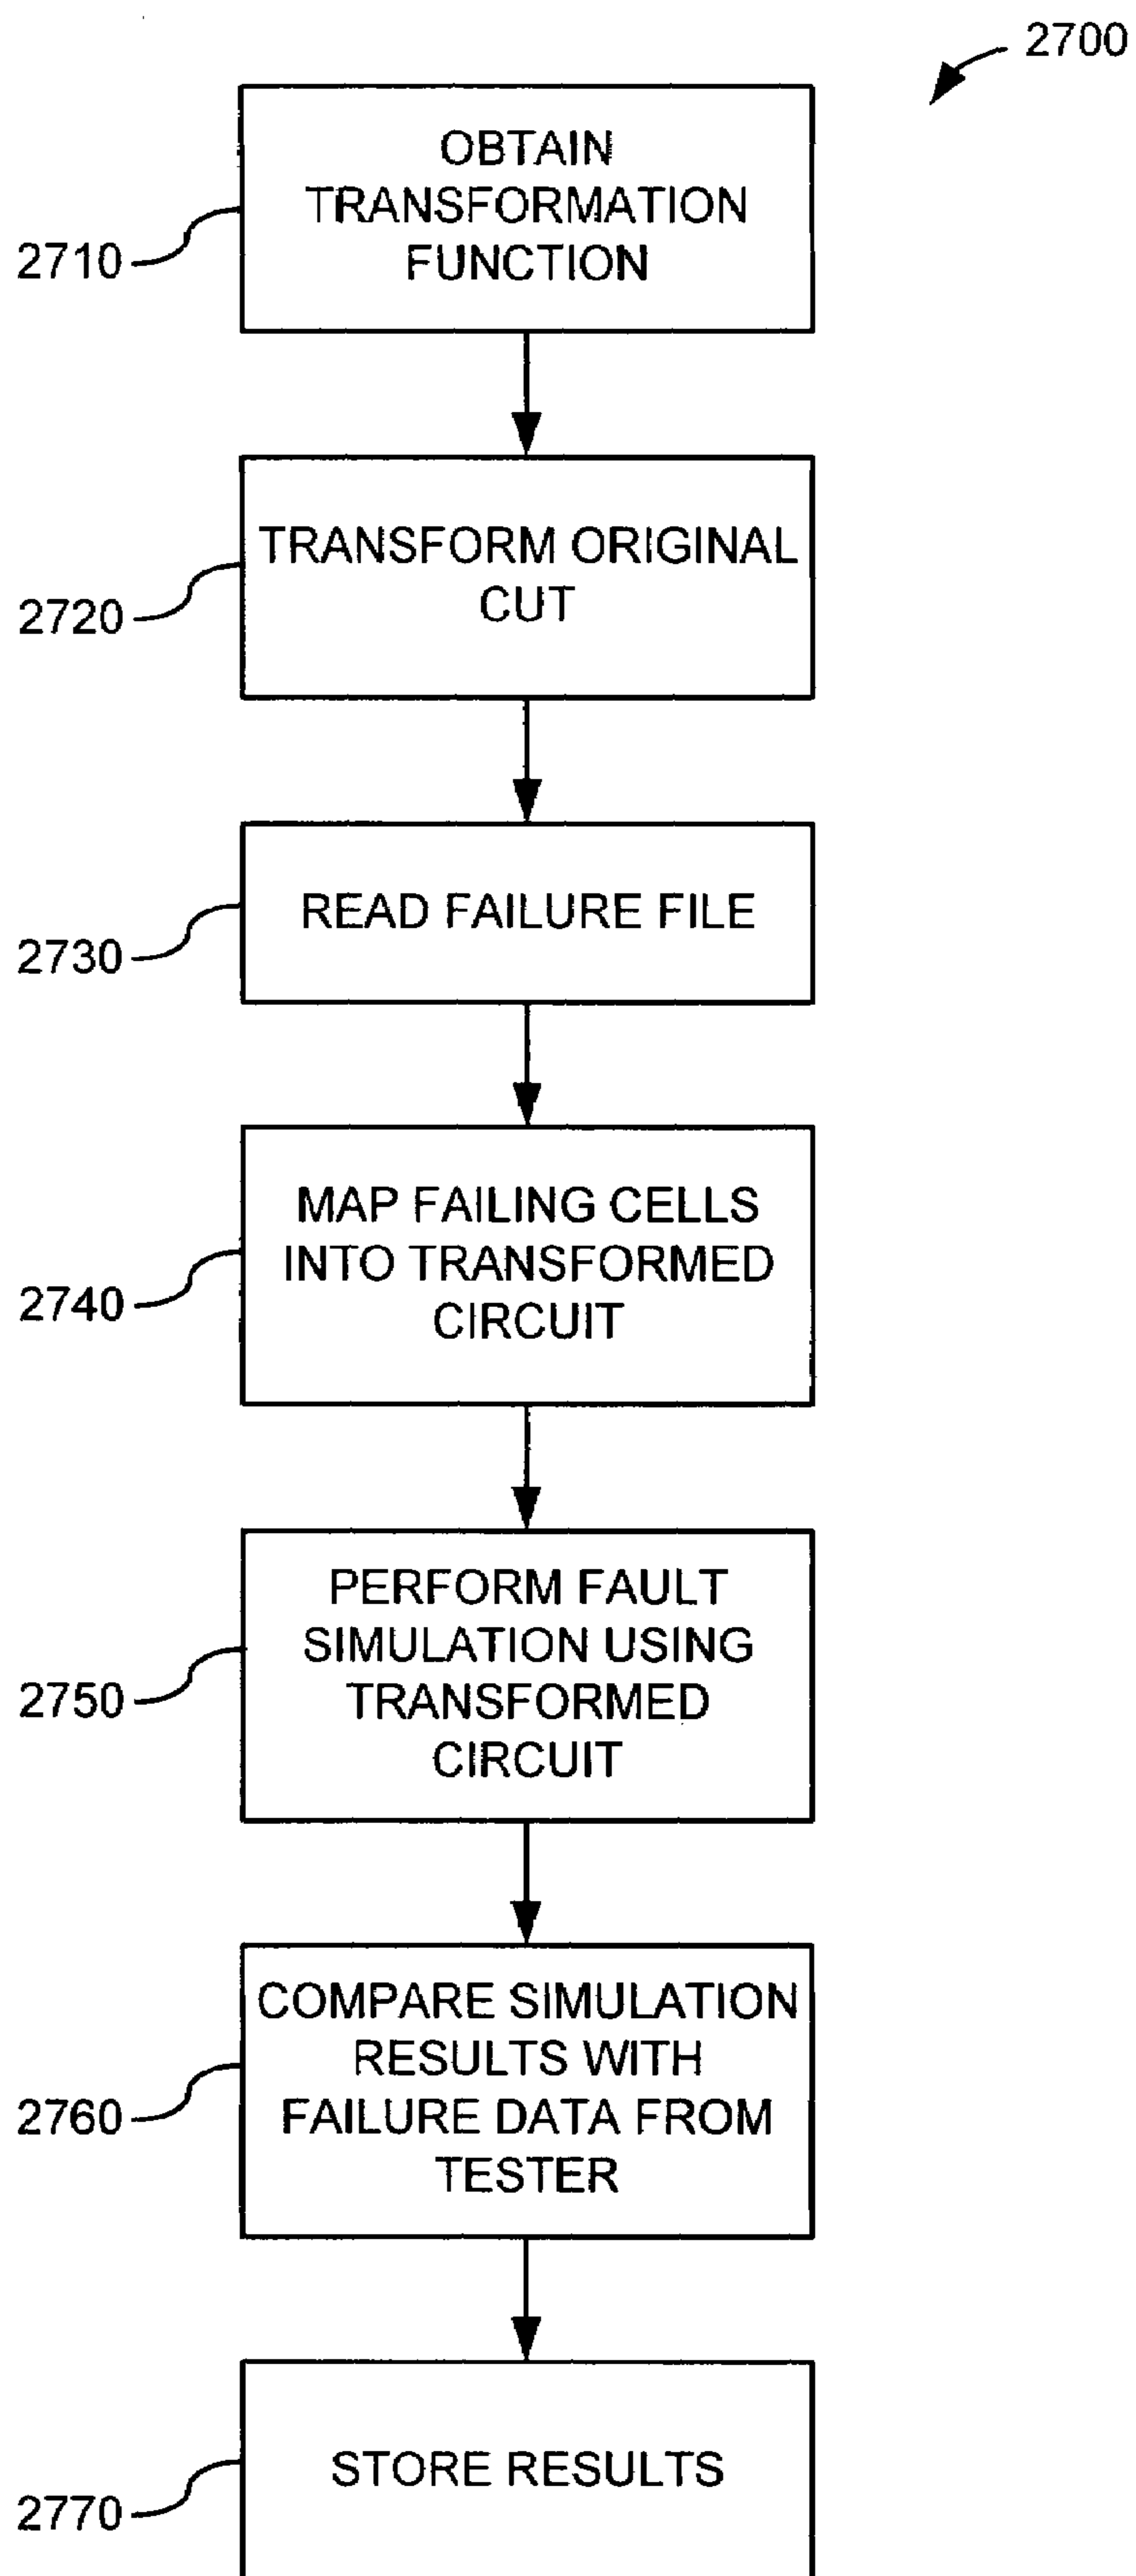 2700
OBTAIN
TRANSFORMATION
FUNCTION
2710
TRANSFORM ORIGINAL
CUT
2720
READ FAILURE FILE
2730
MAP FAILING CELLS
INTO TRANSFORMED
CIRCUIT
2740
PERFORM FAULT
SIMULATION USING
TRANSFORMED
CIRCUIT
2750
COMPARE SIMULATION
RESULTS WITH
FAILURE DATA FROM
TESTER
2760
STORE RESULTS
2770